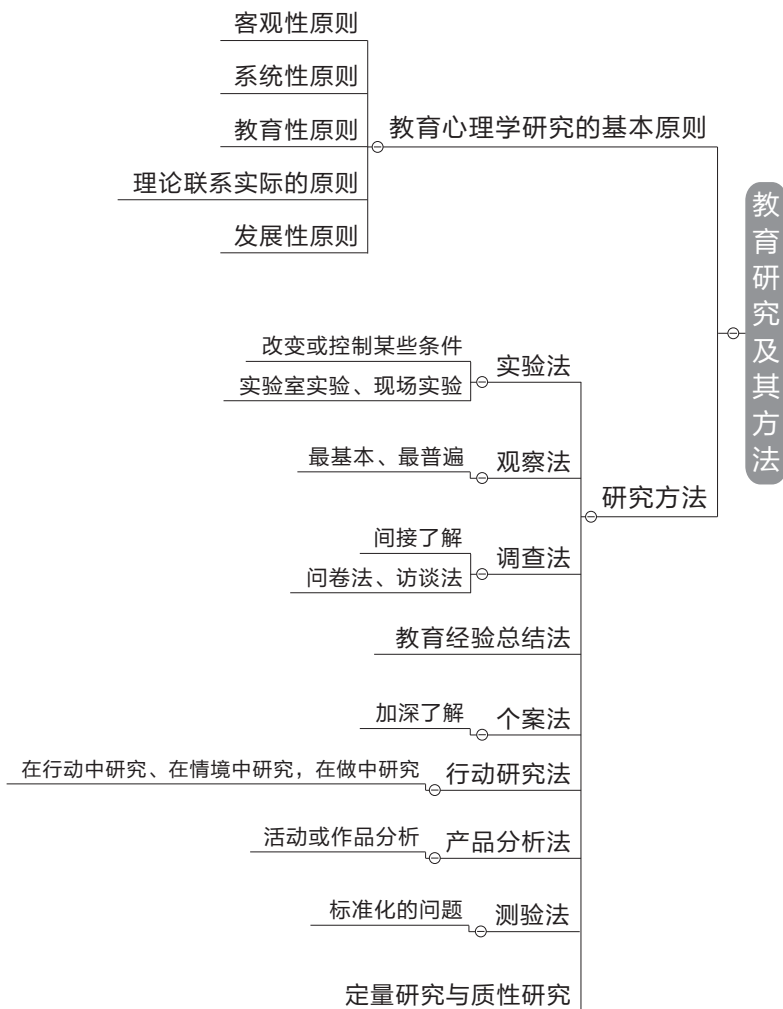 教育研究及其方法
教育心理学研究的基本原则
客观性原则
系统性原则
教育性原则
理论联系实际的原则
发展性原则
研究方法
实验法
改变或控制某些条件
实验室实验、现场实验
观察法
最基本、最普遍
调查法
间接了解
问卷法、访谈法
教育经验总结法
个案法
加深了解
行动研究法
在行动中研究、在情境中研究，在做中研究
产品分析法
活动或作品分析
测验法
标准化的问题
定量研究与质性研究